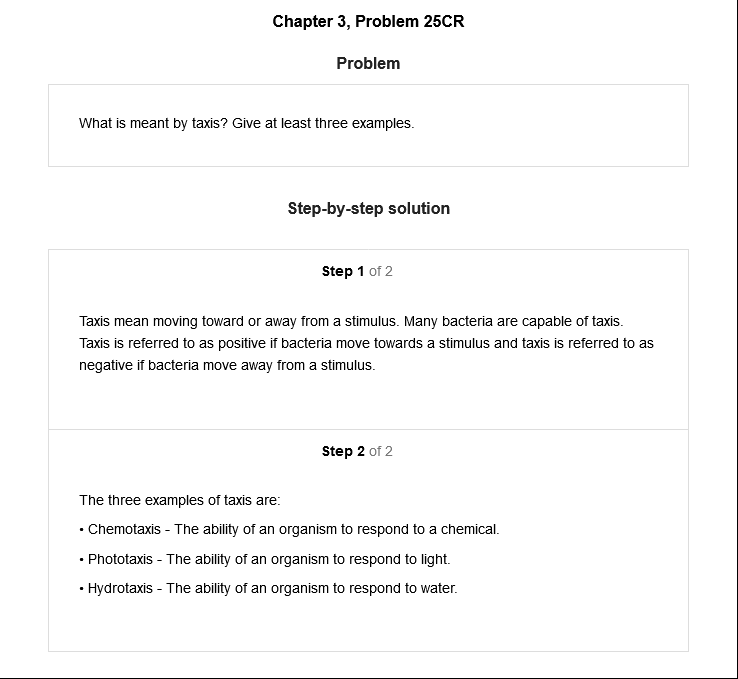 Chapter 3, Problem 25CR
Problem
What is meant by taxis? Give at least three examples.
Step-by-step solution
Step 1 of 2
Taxis mean moving toward or away from a stimulus. Many bacteria are capable of taxis.
Taxis is referred to as positive if bacteria move towards a stimulus and taxis is referred to as
negative if bacteria move away from a stimulus.
Step 2 of 2
The three examples of taxis are:
• Chemotaxis - The ability of an organism to respond to a chemical.
• Phototaxis - The ability of an organism to respond to light.
• Hydrotaxis - The ability of an organism to respond to water.